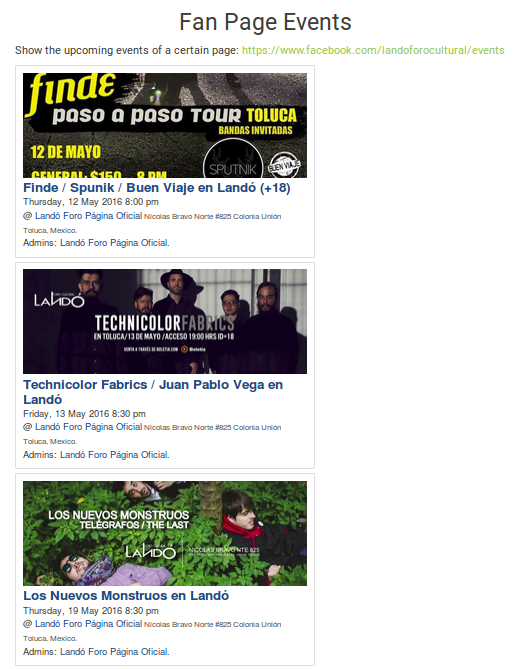 Fan Page Events
Show the upcoming events of a certain page: https://www.facebook.com/landoforocultural/events
finde
PASO A PASO TOUR TOLUCA
BANDAS INVITADAS
12 DE MAYO
SPUTNIK
BUEN VIAJE
GENERAL: $150 8 PM
Finde / Spunik / Buen Viaje en Landó (+18)
Thursday, 12 May 2016 8:00 pm
@ Landó Foro Página Oficial Nicolas Bravo Norte #825 Colonia Unión
Toluca, Mexico.
Admins: Landó Foro Página Oficial.
LANDÓ
TECHNICOLOR FABRICS
EN TOLUCA/13 DE MAYO /ACCESO 19:00 HRS ID+18
VENTA A TRAVÉS DE BOLETIA.COM Boletia
Technicolor Fabrics / Juan Pablo Vega en
Landó
Friday, 13 May 2016 8:30 pm
@ Landó Foro Página Oficial Nicolas Bravo Norte #825 Colonia Unión
Toluca, Mexico.
Admins: Landó Foro Página Oficial.
LOS NUEVOS MONSTRUOS
TELÉGRAFOS / THE LAST
LANDÓ
NICOLAS BRAVO NTE 825
Los Nuevos Monstruos en Landó
Thursday, 19 May 2016 8:30 pm
@ Landó Foro Página Oficial Nicolas Bravo Norte #825 Colonia Unión
Toluca, Mexico.
Admins: Landó Foro Página Oficial.